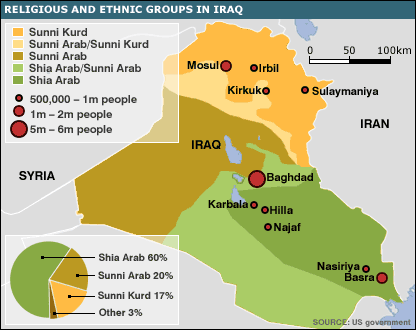 RELIGIOUS AND ETHNIC GROUPS IN IRAQ
Sunni Kurd
Sunni Arab/Sunni Kurd
Sunni Arab
Shia Arab/Sunni Arab
Shia Arab
500,000 – 1m people
1m – 2m people
5m – 6m people
0 50 100km
Mosul
Irbil
Kirkuk
Sulaymaniya
IRAN
IRAQ
SYRIA
Baghdad
Karbala
Hilla
Najaf
Nasiriya
Basra
Shia Arab 60%
Sunni Arab 20%
Sunni Kurd 17%
Other 3%
SOURCE: US government